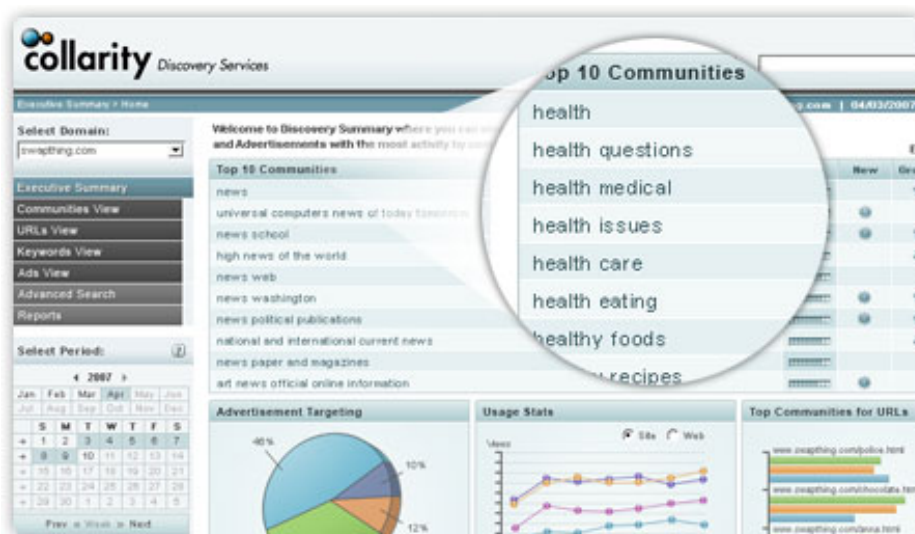 collarity Discovery Services
Executive Summary > Home
.com | 04/03/2007
Select Domain:
swapthing.com
Executive Summary
Communities View
URLs View
Keywords View
Ads View
Advanced Search
Reports
Select Period:
2007
Jan Feb Mar Apr May Jun
Jul Aug Sep Oct Nov Dec
S M T W T F S
1 2 3 4 5 6 7
8 9 10 11 12 13 14
15 16 17 18 19 20 21
22 23 24 25 26 27 28
29 30 1 2 3 4 5
Prev « Week » Next
Welcome to Discovery Summary where you can
and Advertisements with the most activity by
Top 10 Communities
New
news
universal computers news of today tomorrow
news school
high news of the world
news web
news washington
news political publications
national and international current news
news paper and magazines
art news official online information
op 10 Communities
health
health questions
health medical
health issues
health care
health eating
healthy foods
recipes
Advertisement Targeting
46%
10%
12%
Usage Stats
Site Web
Views
Top Communities for URLs
www.swapthing.com/police.html
www.swapthing.com/chocolate.html
www.swapthing.com/anna.html